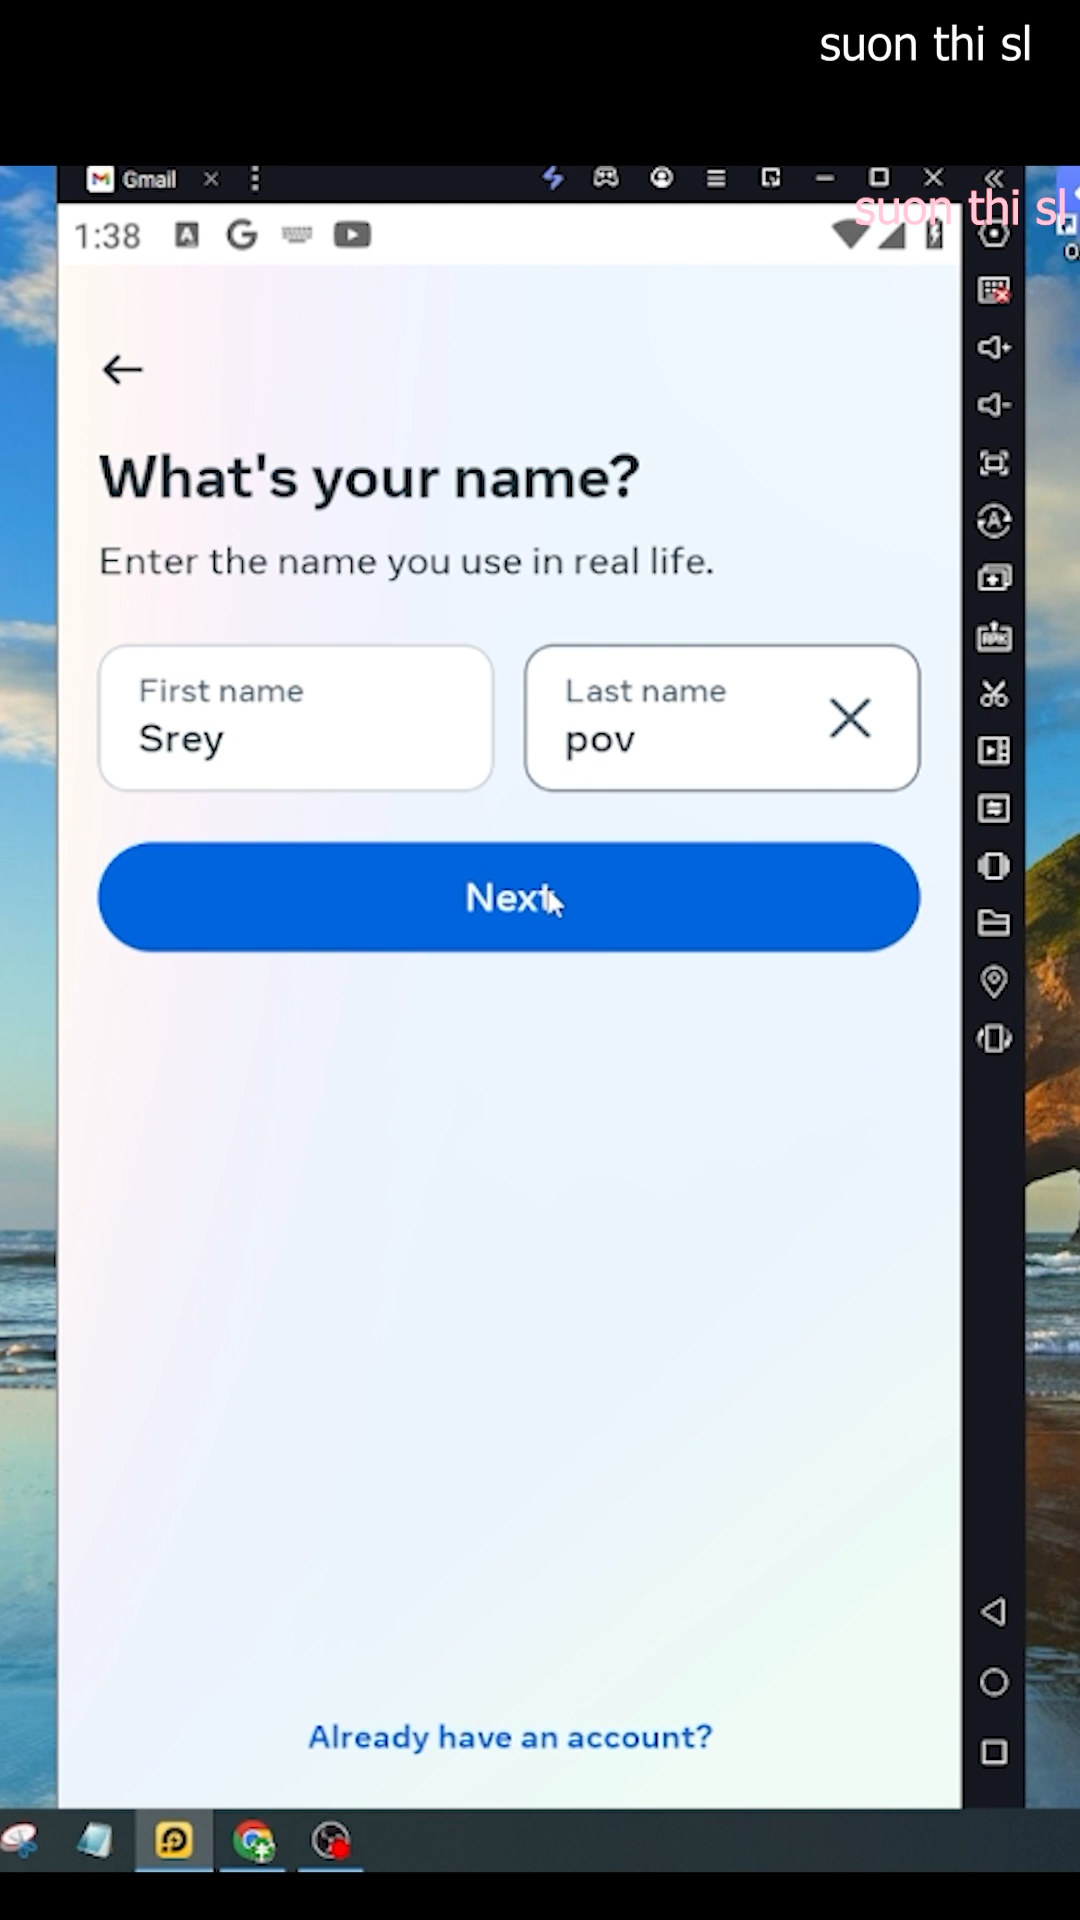 suon thi sl
Gmail
suon thi sl
1:38
What's your name?
Enter the name you use in real life.
First name
Srey
Last name
pov
Next
Already have an account?